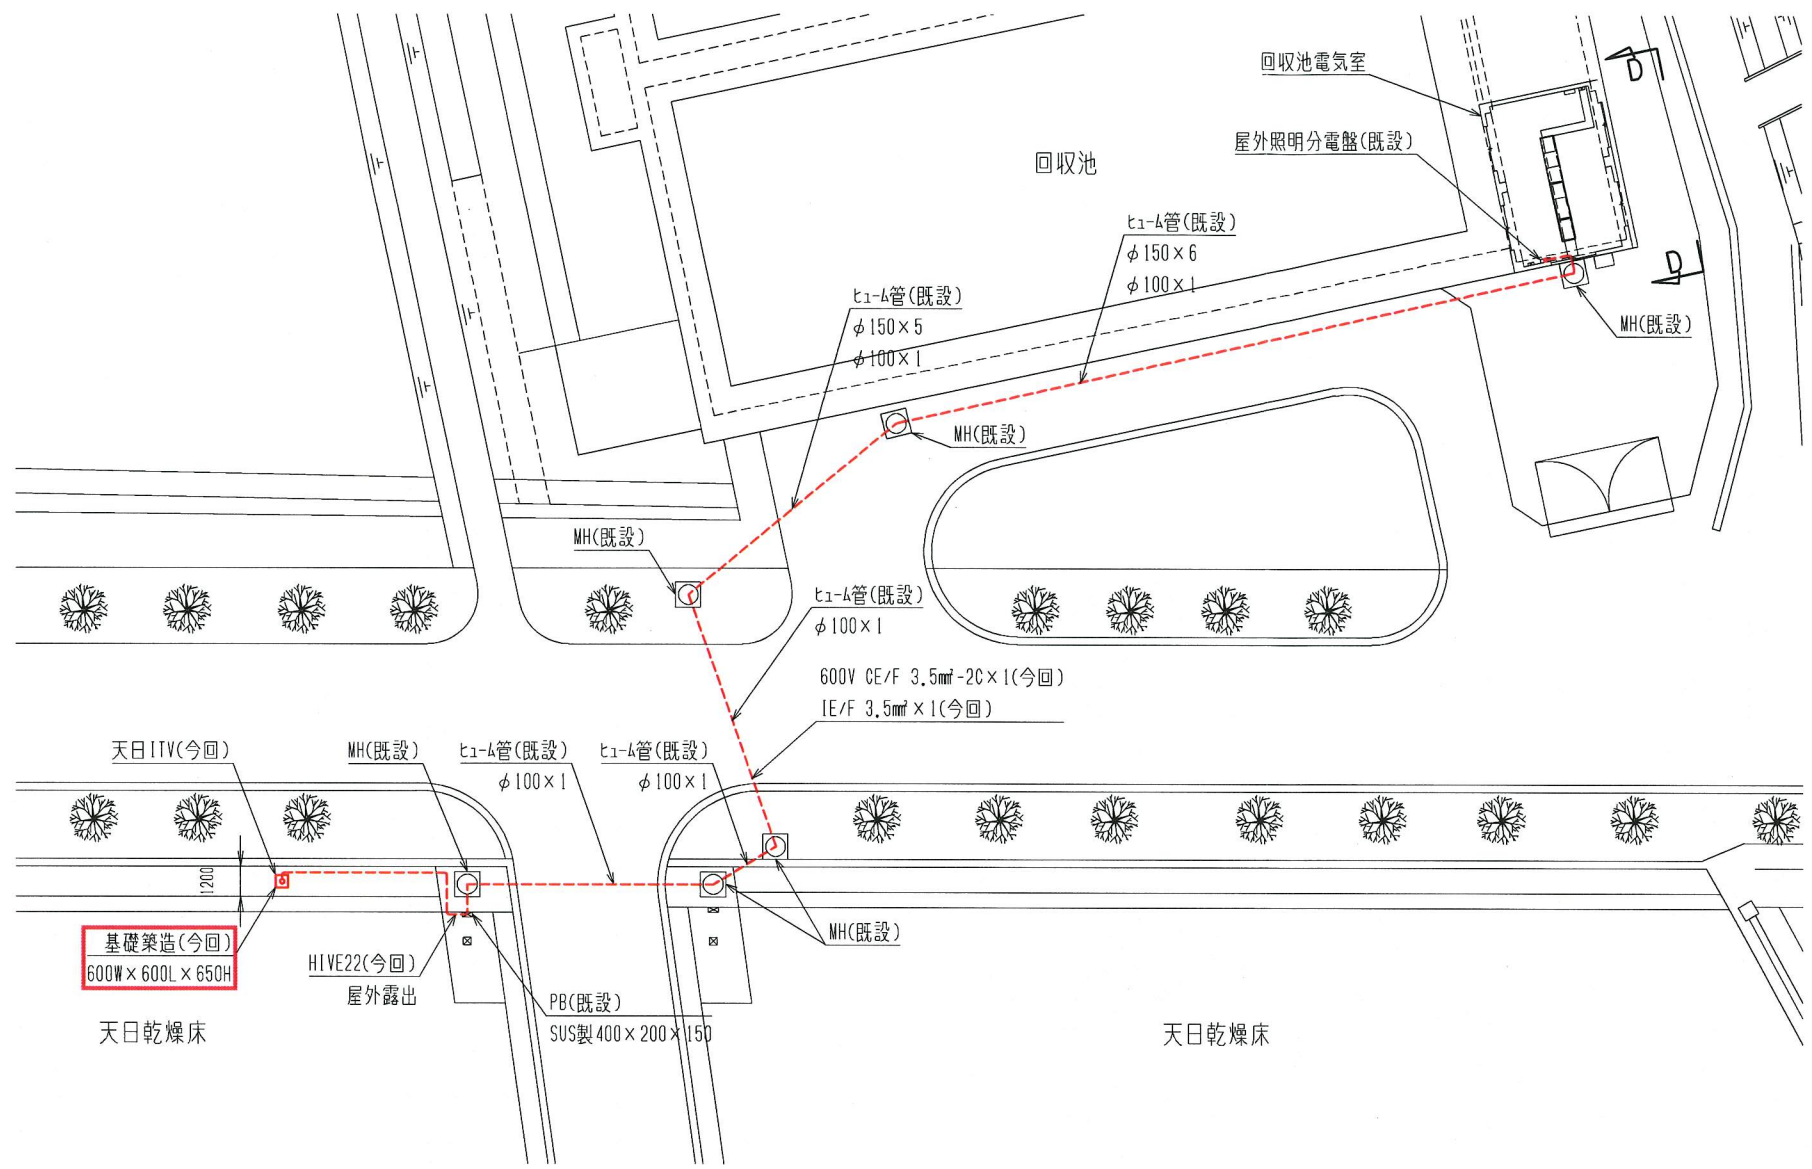 回収池電気室
D
屋外照明分電盤(既設)
回収池
ﾋｭｰﾑ管(既設)
φ150×6
φ100×1
D
ﾋｭｰﾑ管(既設)
φ150×5
φ100×1
MH(既設)
MH(既設)
MH(既設)
ﾋｭｰﾑ管(既設)
φ100×1
600V CE/F 3.5㎟-2C×1(今回)
IE/F 3.5㎟×1(今回)
天日ITV(今回)
MH(既設)
ﾋｭｰﾑ管(既設)
φ100×1
ﾋｭｰﾑ管(既設)
φ100×1
1200
基礎築造(今回)
600W×600L×650H
HIVE22(今回)
屋外露出
MH(既設)
PB(既設)
SUS製400×200×150
天日乾燥床
天日乾燥床